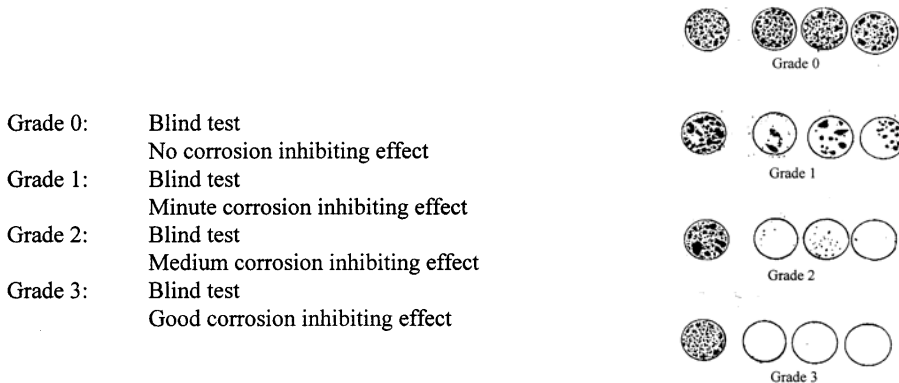 Grade 0: Blind test
No corrosion inhibiting effect
Grade 1: Blind test
Minute corrosion inhibiting effect
Grade 2: Blind test
Medium corrosion inhibiting effect
Grade 3: Blind test
Good corrosion inhibiting effect
Grade 0
Grade 1
Grade 2
Grade 3